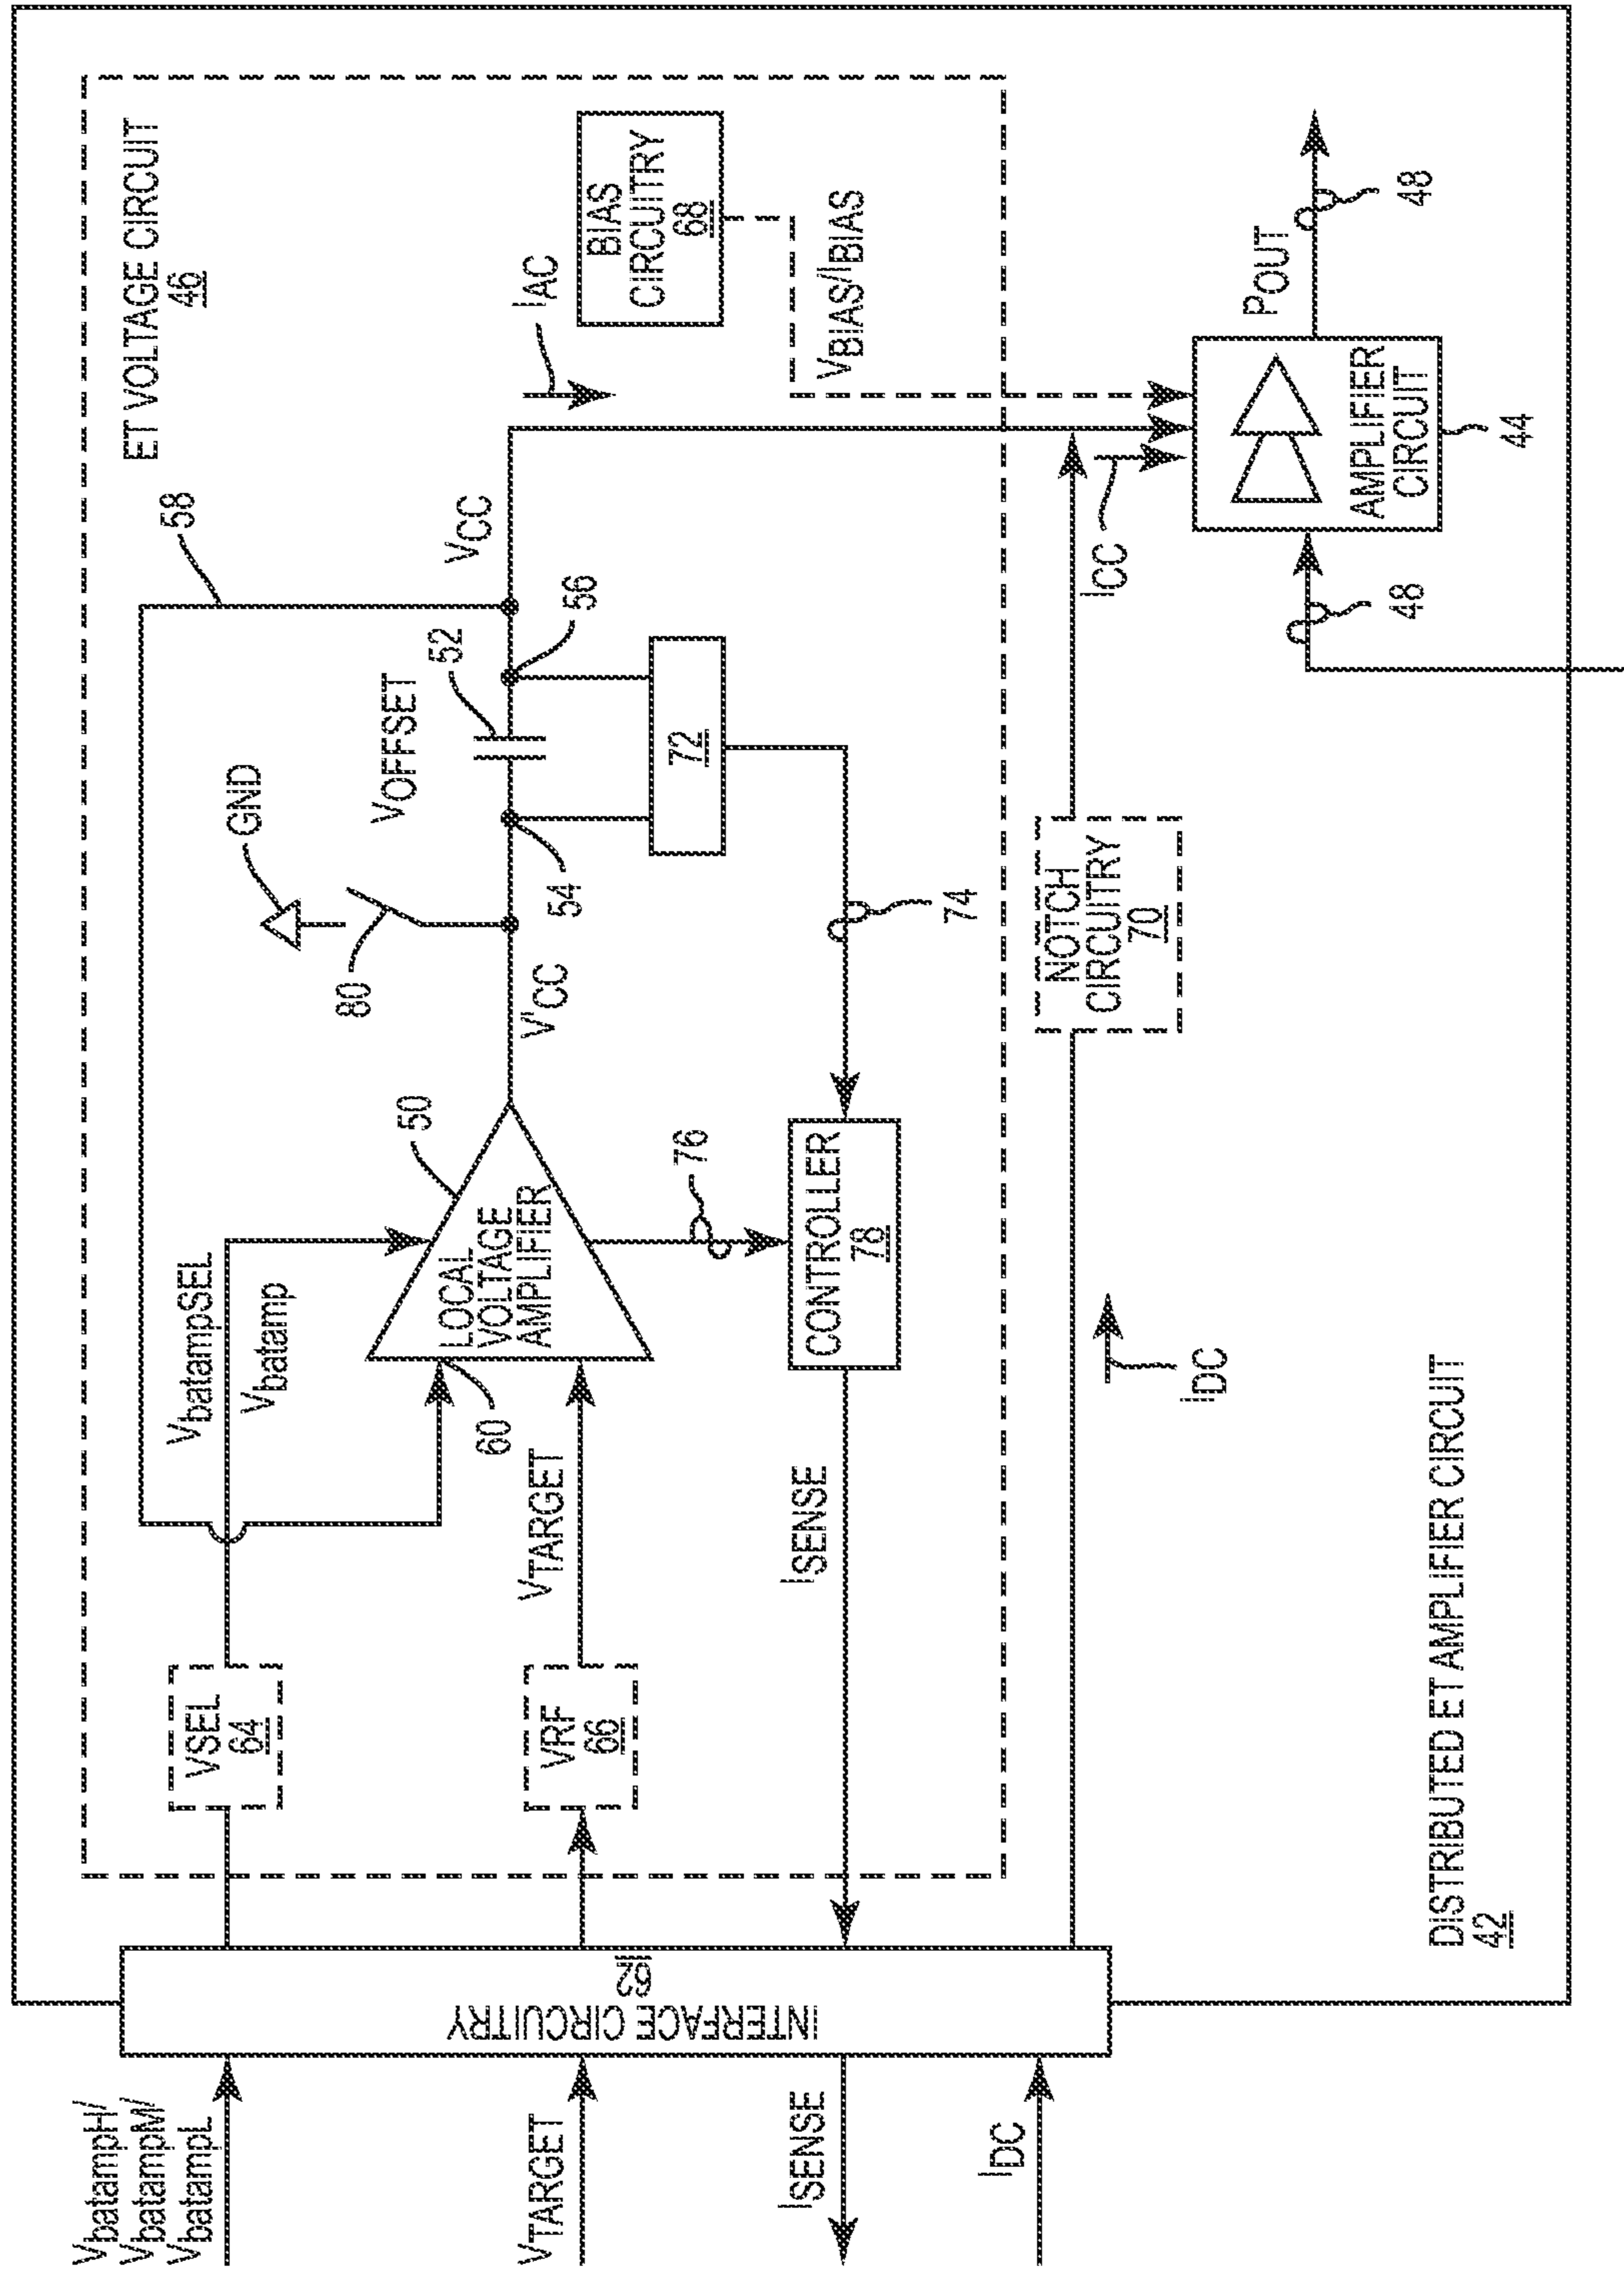 ET VOLTAGE CIRCUIT
46
58
GND
VOFFSET
52
VCC
IAC
BIAS
CIRCUITRY
68
VBIAS/IBIAS
VbatampH/
VbatampM/
VbatampL
VSEL
64
VbatampSEL
Vbatamp
50
80
V'CC
54
56
LOCAL
VOLTAGE
AMPLIFIER
60
VTARGET
VRF
66
VTARGET
76
72
74
CONTROLLER
78
ISENSE
ISENSE
INTERFACE CIRCUITRY
62
IDC
IDC
NOTCH
CIRCUITRY
70
ICC
POUT
48
AMPLIFIER
CIRCUIT
44
48
DISTRIBUTED ET AMPLIFIER CIRCUIT
42